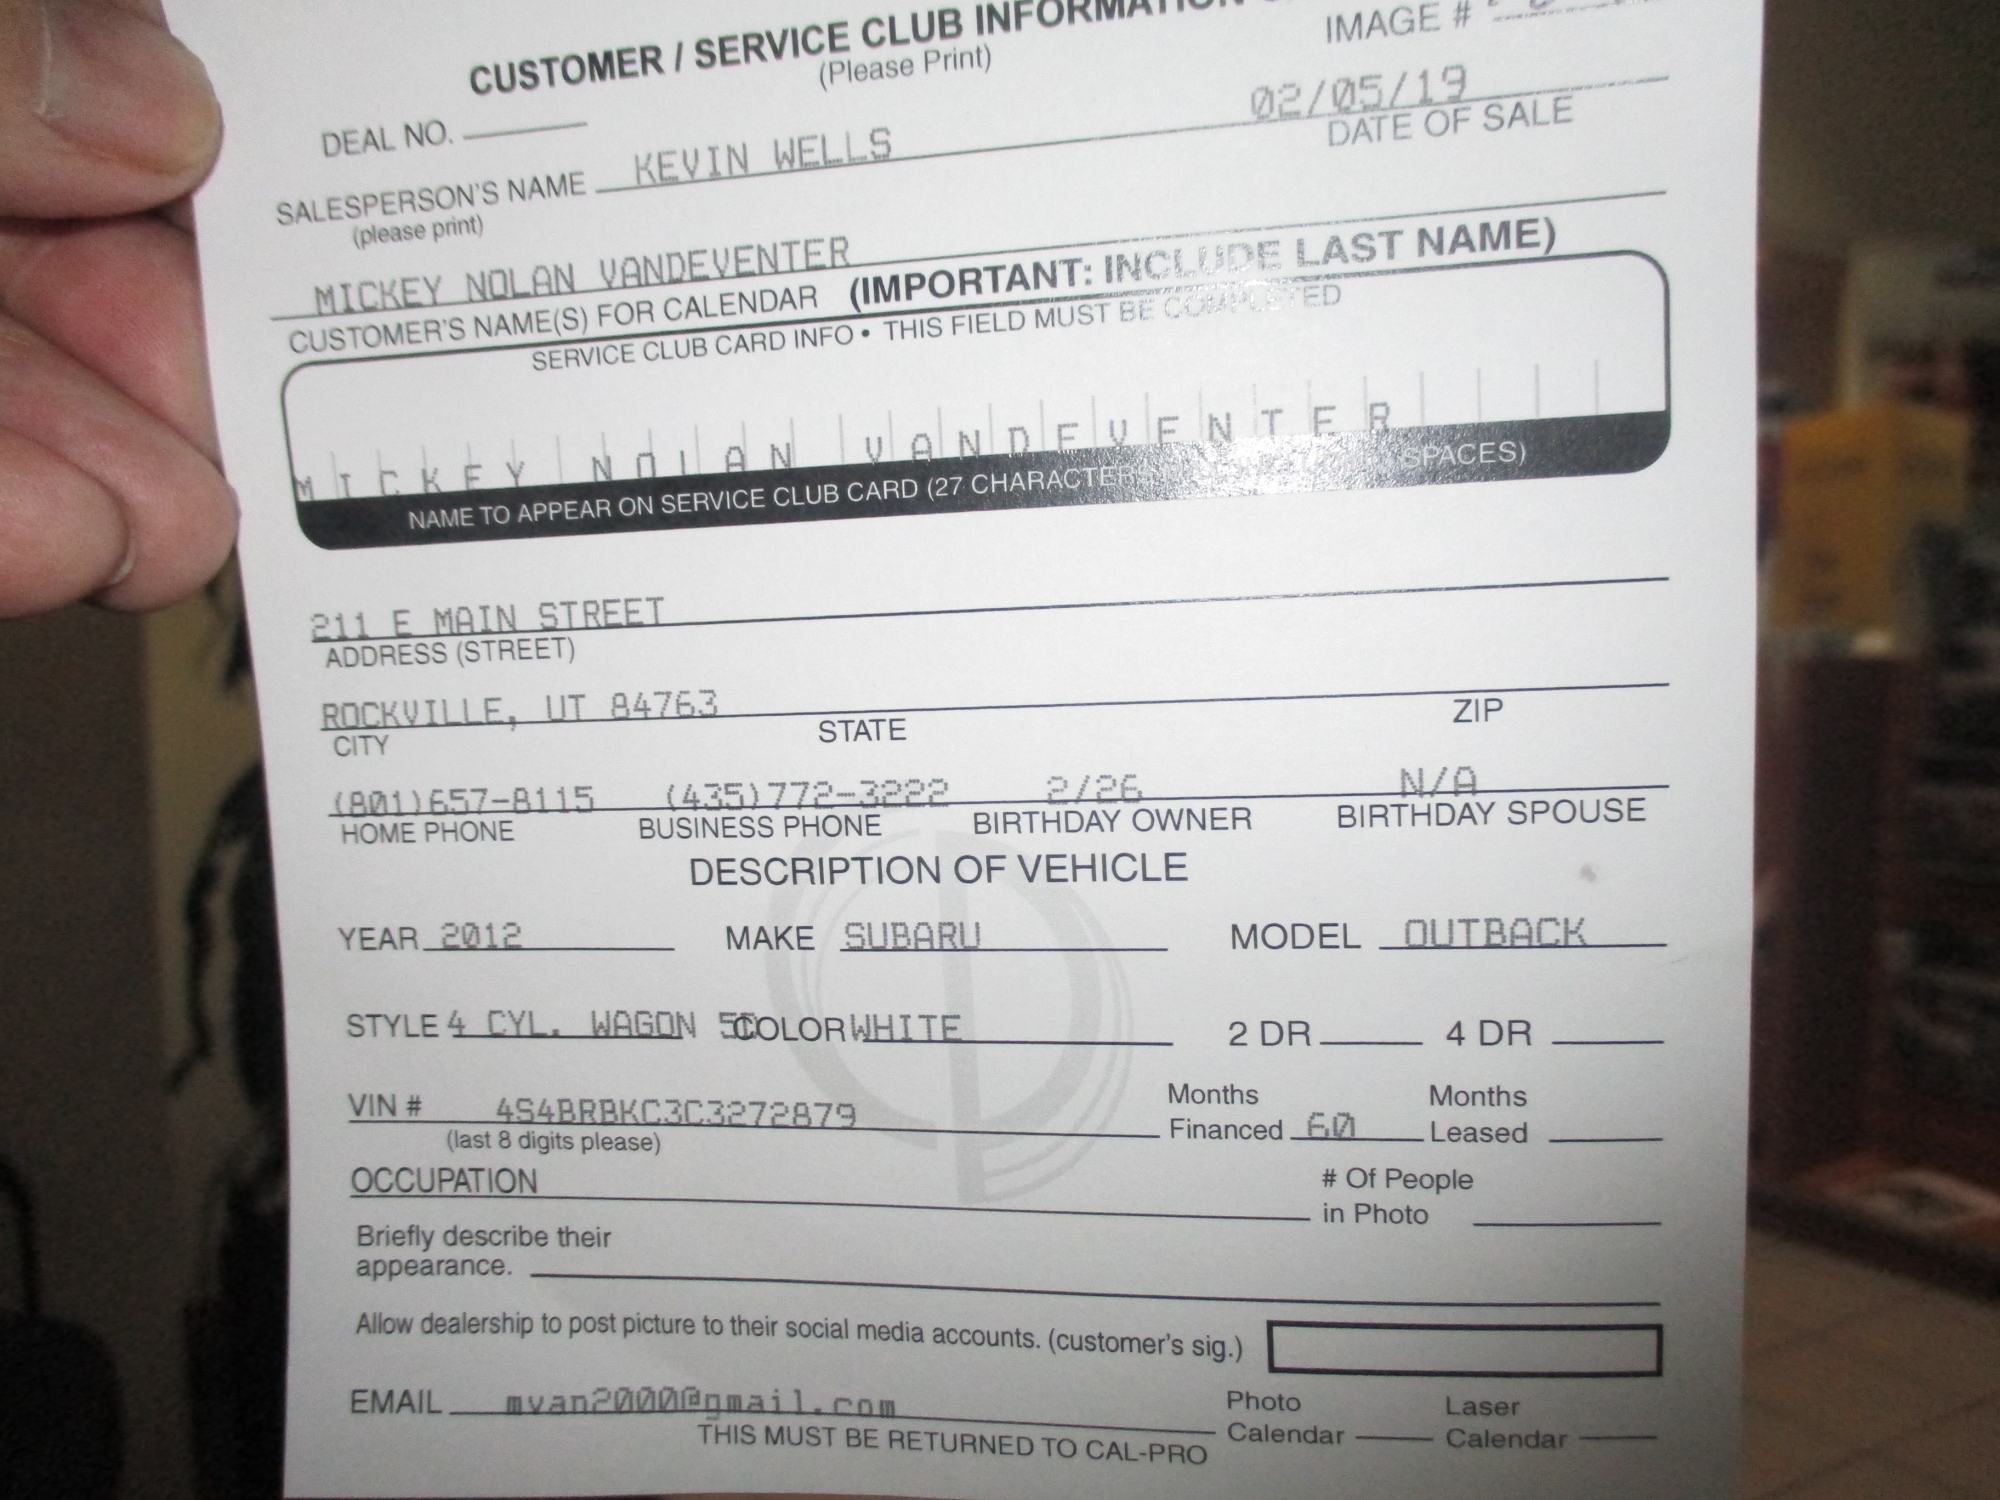 CUSTOMER / SERVICE CLUB INFORMATION
(Please Print)
IMAGE #
DEAL NO.
02/05/19
DATE OF SALE
SALESPERSON'S NAME KEVIN WELLS
(please print)
MICKEY NOLAN VANDEVENTER
CUSTOMER'S NAME(S) FOR CALENDAR (IMPORTANT: INCLUDE LAST NAME)
SERVICE CLUB CARD INFO • THIS FIELD MUST BE COMPLETED
MICKEY NOLAN VANDEVENTER
NAME TO APPEAR ON SERVICE CLUB CARD (27 CHARACTERS SPACES)
211 E MAIN STREET
ADDRESS (STREET)
ROCKVILLE, UT 84763
CITY STATE ZIP
(801)657-8115 (435)772-3222 2/26 N/A
HOME PHONE BUSINESS PHONE BIRTHDAY OWNER BIRTHDAY SPOUSE
DESCRIPTION OF VEHICLE
YEAR 2012 MAKE SUBARU MODEL OUTBACK
STYLE 4 CYL. WAGON COLOR WHITE 2 DR 4 DR
VIN # 4S4BRBKC3C3272879
(last 8 digits please)
Months
Financed 60
Months
Leased
OCCUPATION
# Of People
in Photo
Briefly describe their
appearance.
Allow dealership to post picture to their social media accounts. (customer's sig.)
EMAIL mvan2000@gmail.com
Photo
Calendar
Laser
Calendar
THIS MUST BE RETURNED TO CAL-PRO